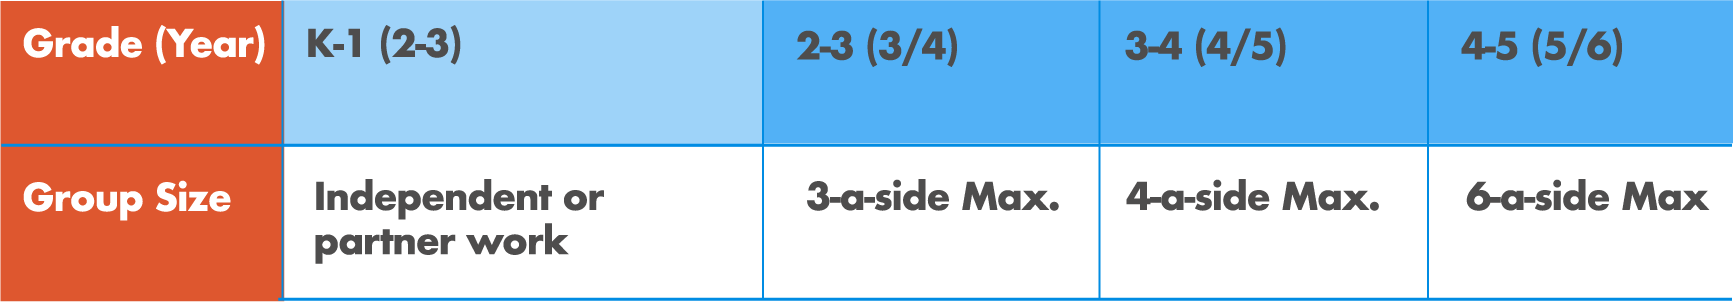 Grade (Year) K-1 (2-3) 2-3 (3/4) 3-4 (4/5) 4-5 (5/6)
Group Size Independent or 3-a-side Max. 4-a-side Max. 6-a-side Max
partner work